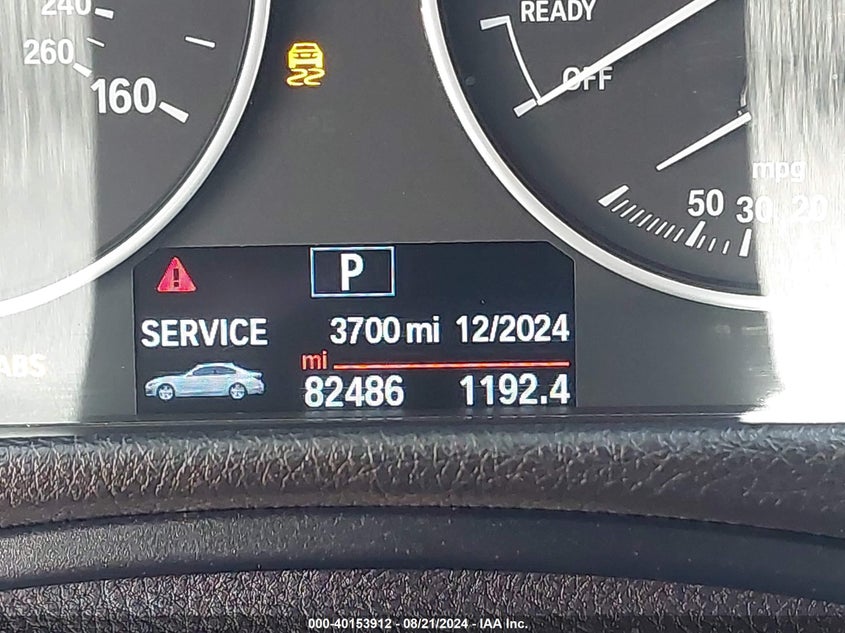 240
260
160
READY
OFF
mpg
50 30 20
P
SERVICE 3700 mi 12/2024
mi
82486 1192.4
ABS
000-40153912 - 08/21/2024 - IAA Inc.